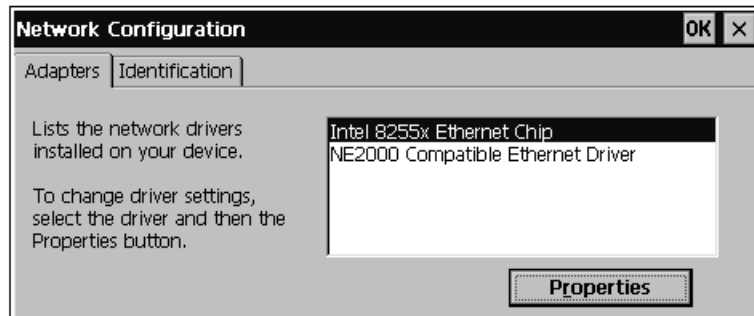 Network Configuration OK ×
Adapters Identification
Lists the network drivers
installed on your device.
To change driver settings,
select the driver and then the
Properties button.
Intel 8255x Ethernet Chip
NE2000 Compatible Ethernet Driver
Properties